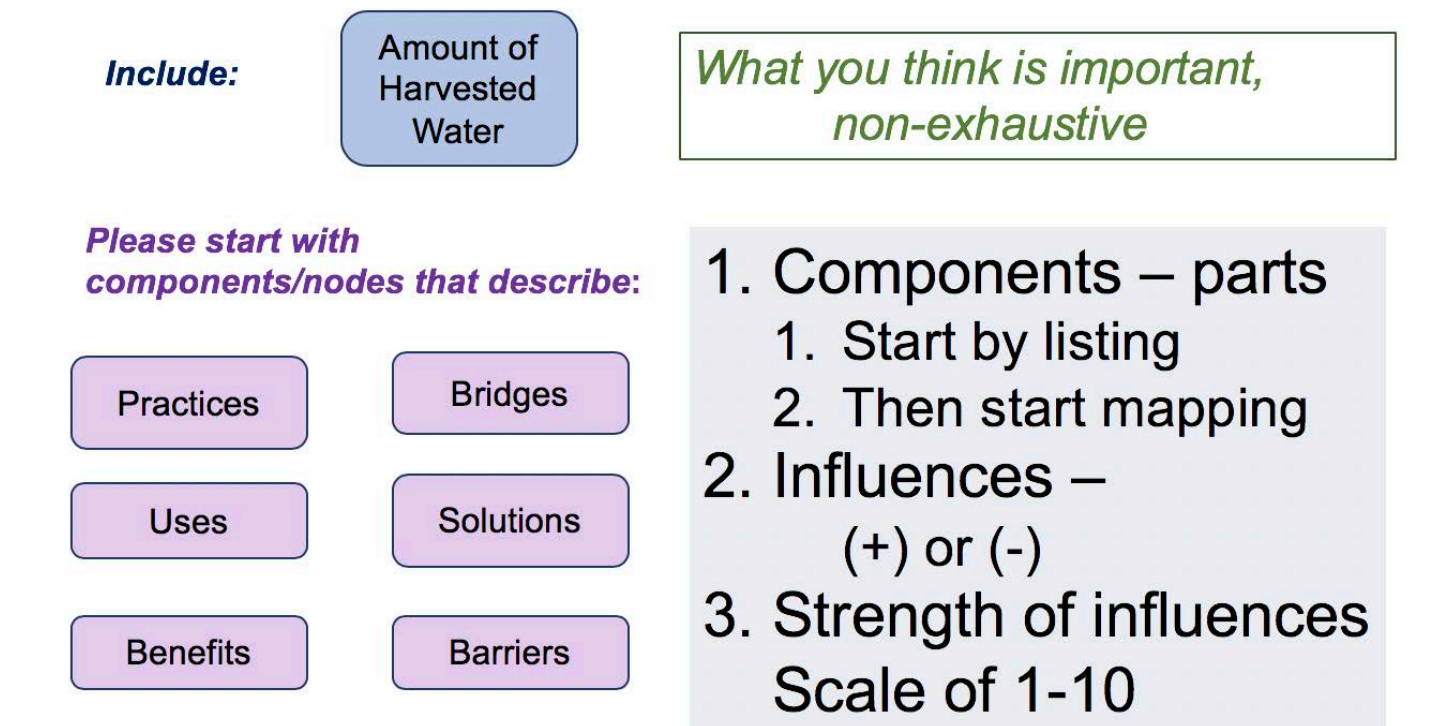 Include:
Amount of
Harvested
Water
What you think is important,
non-exhaustive
Please start with
components/nodes that describe:
Practices
Bridges
Uses
Solutions
Benefits
Barriers
1. Components – parts
1. Start by listing
2. Then start mapping
2. Influences –
(+) or (-)
3. Strength of influences
Scale of 1-10